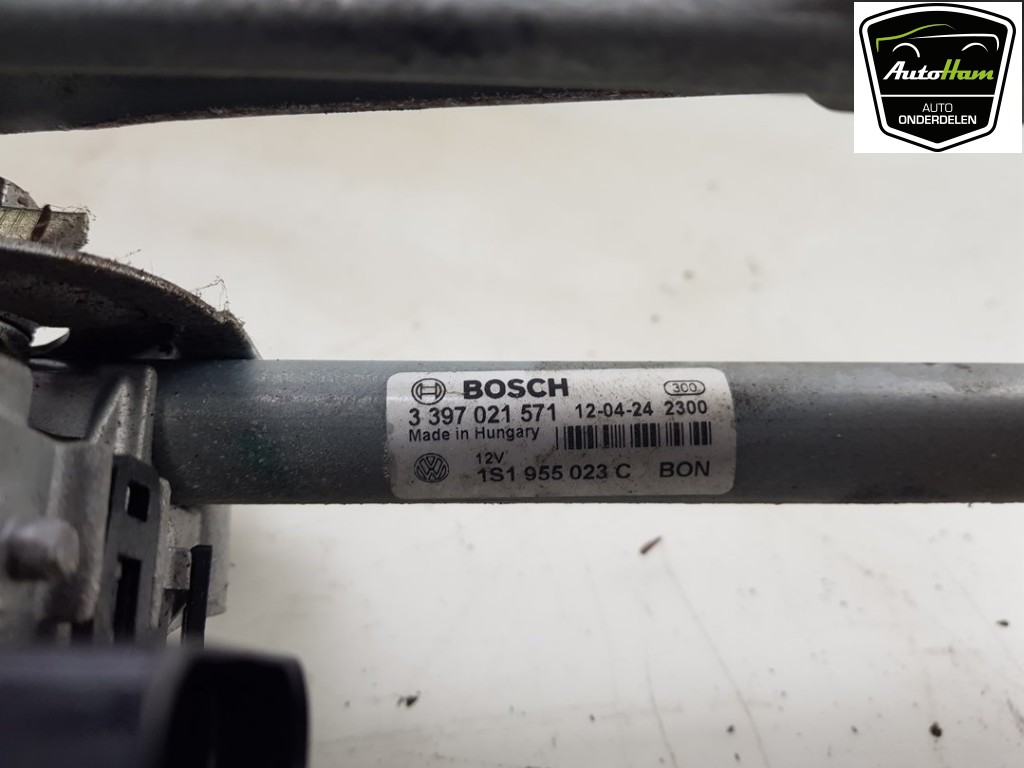 AutoHam
AUTO
ONDERDELEN
BOSCH 300
3 397 021 571 12-04-24 2300
Made in Hungary
12V
1S1 955 023 C BON